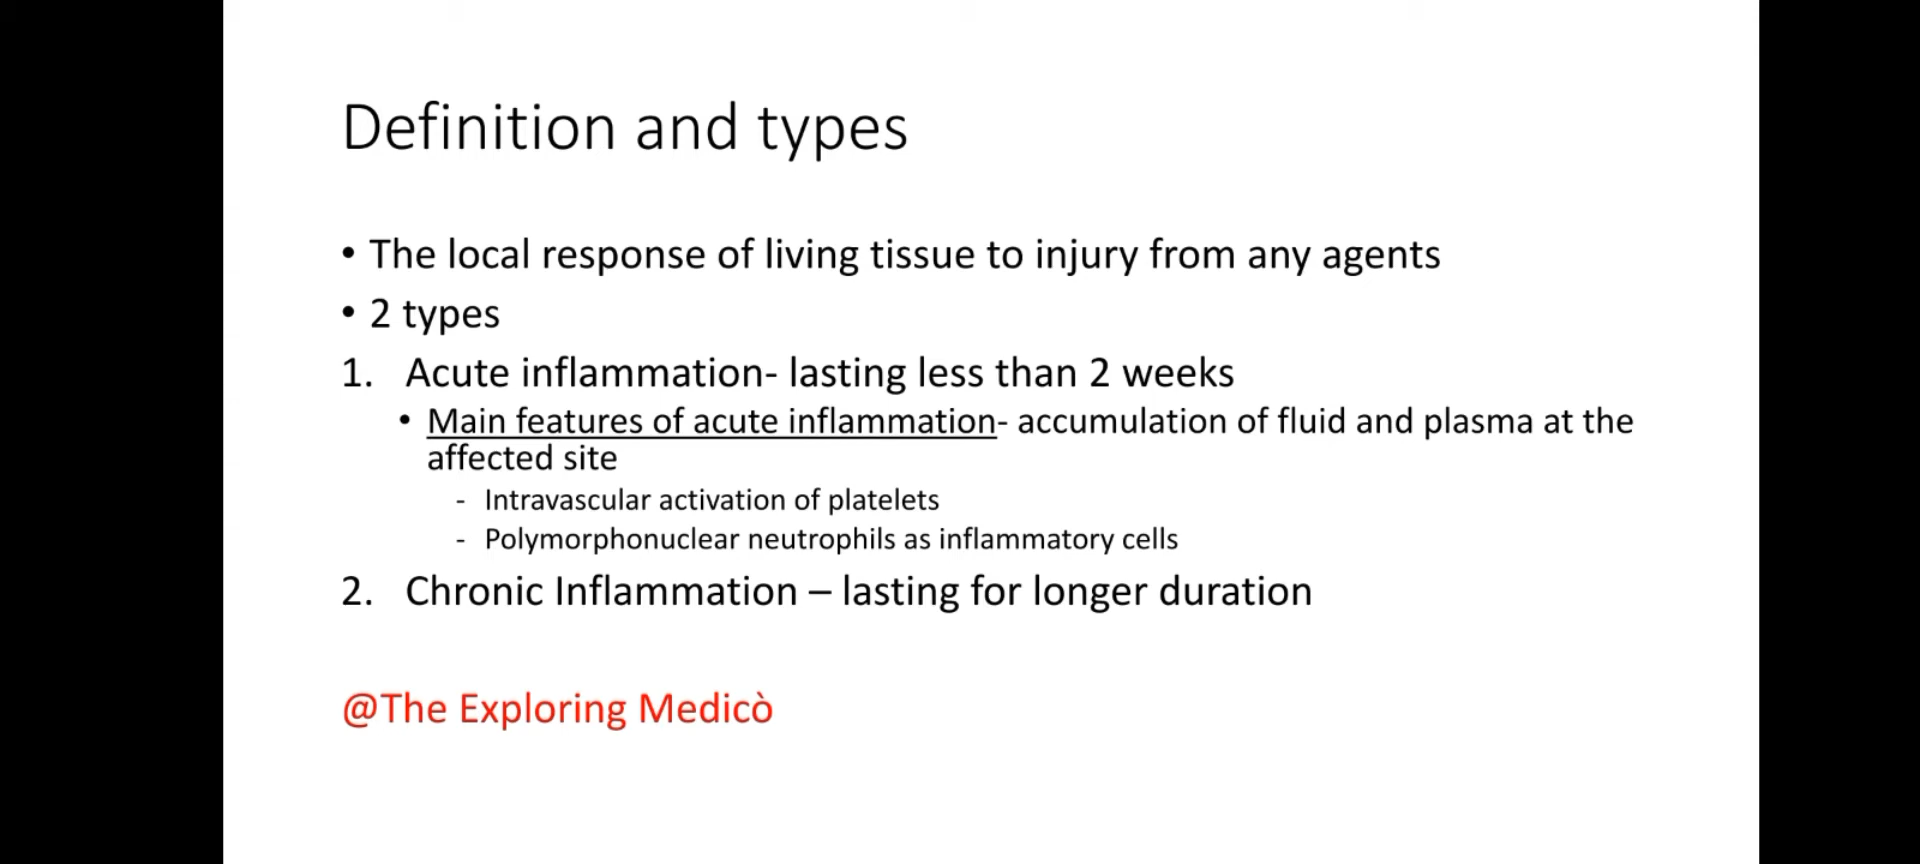 Definition and types
• The local response of living tissue to injury from any agents
• 2 types
1. Acute inflammation- lasting less than 2 weeks
• Main features of acute inflammation- accumulation of fluid and plasma at the
affected site
- Intravascular activation of platelets
- Polymorphonuclear neutrophils as inflammatory cells
2. Chronic Inflammation – lasting for longer duration
@The Exploring Medicò